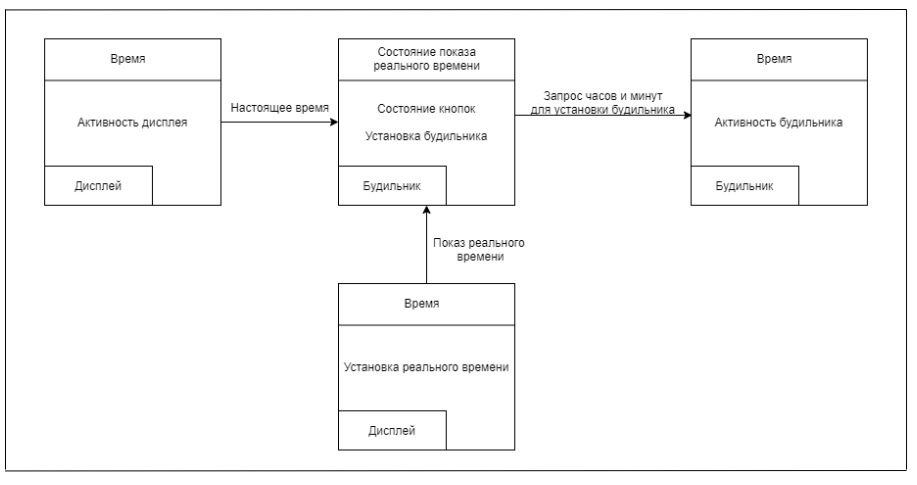 Время
Активность дисплея
Дисплей
Настоящее время
Состояние показа
реального времени
Состояние кнопок
Установка будильника
Будильник
Запрос часов и минут
для установки будильника
Время
Активность будильника
Будильник
Показ реального
времени
Время
Установка реального времени
Дисплей